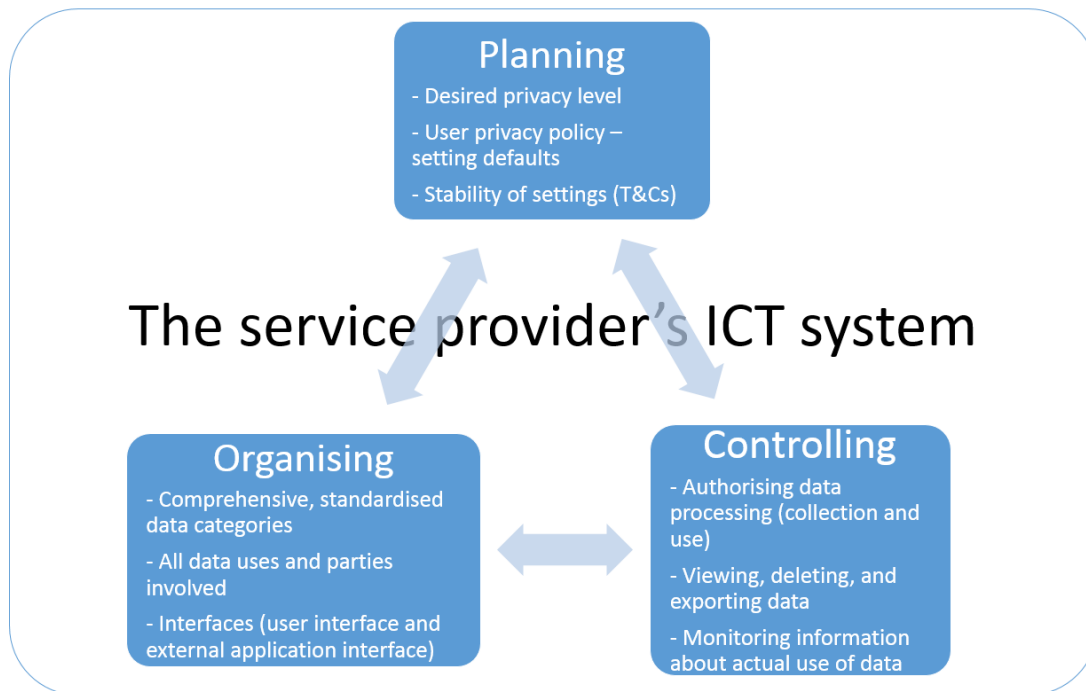 Planning
- Desired privacy level
- User privacy policy –
setting defaults
- Stability of settings (T&Cs)
The service provider’s ICT system
Organising
- Comprehensive, standardised
data categories
- All data uses and parties
involved
- Interfaces (user interface and
external application interface)
Controlling
- Authorising data
processing (collection and
use)
- Viewing, deleting, and
exporting data
- Monitoring information
about actual use of data